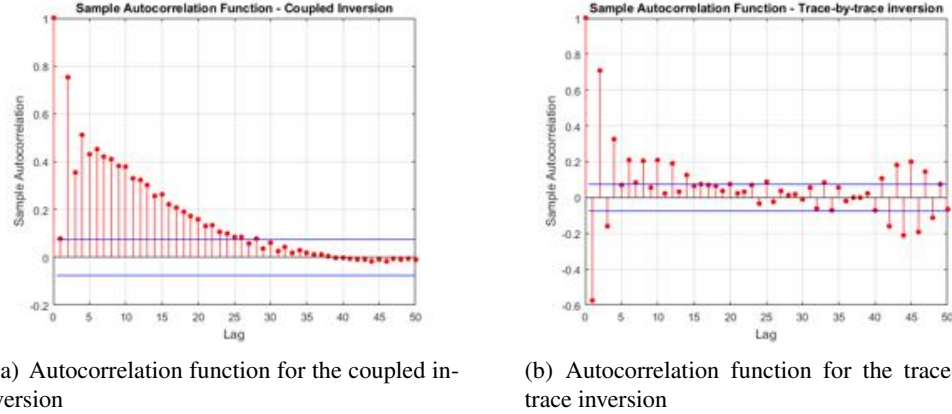 Sample Autocorrelation Function - Coupled Inversion
1
0.8
0.6
0.4
0.2
0
-0.2
Sample Autocorrelation
0 5 10 15 20 25 30 35 40 45 50
Lag
a) Autocorrelation function for the coupled in-
version
Sample Autocorrelation Function - Trace-by-trace inversion
1
0.8
0.6
0.4
0.2
0
-0.2
-0.4
-0.6
Sample Autocorrelation
0 5 10 15 20 25 30 35 40 45 50
Lag
(b) Autocorrelation function for the trace
trace inversion